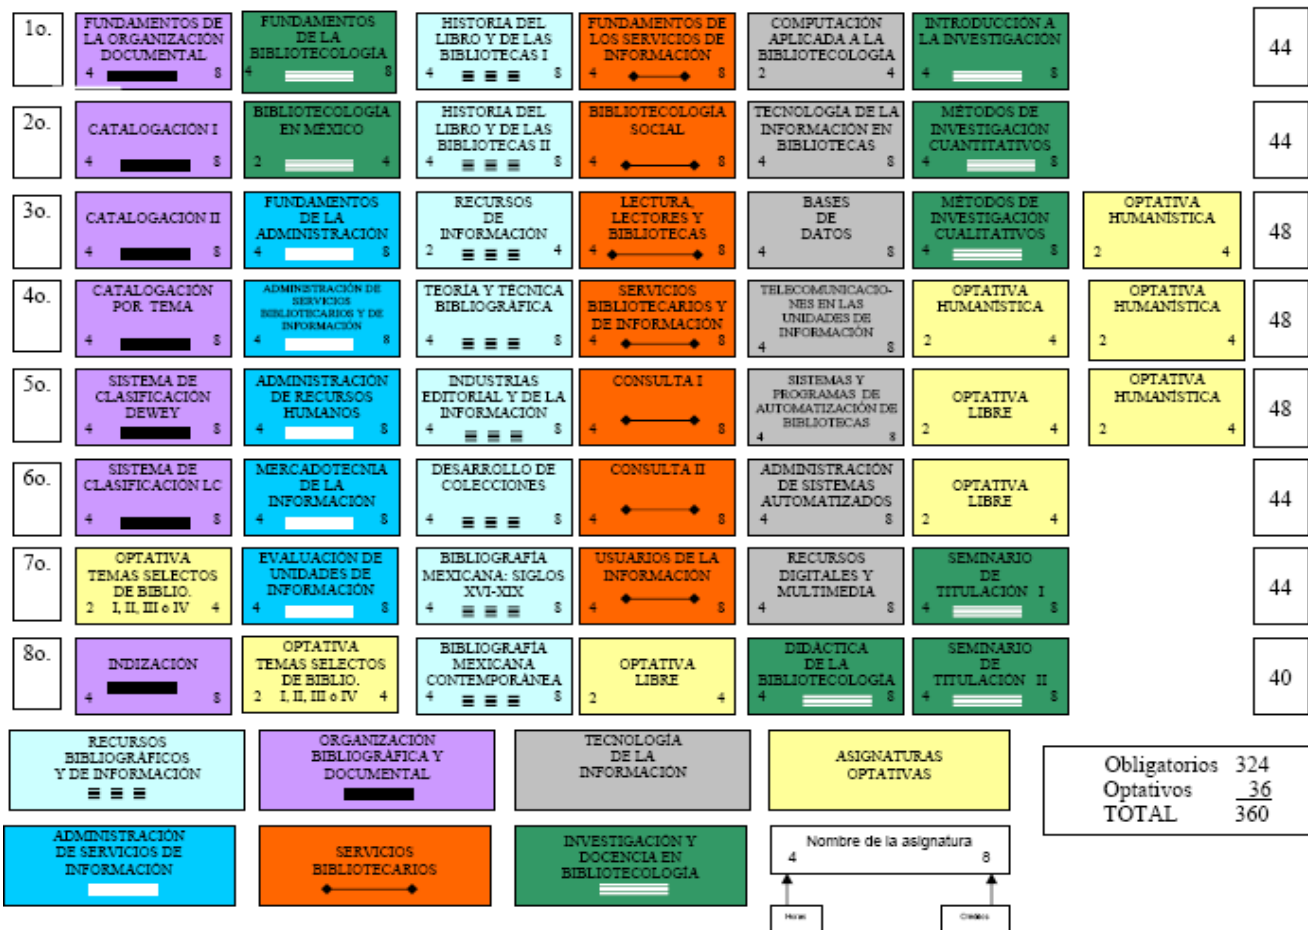 1o.
FUNDAMENTOS DE
LA ORGANIZACIÓN
DOCUMENTAL
4 8
FUNDAMENTOS
DE LA
BIBLIOTECOLOGÍA
4 8
HISTORIA DEL
LIBRO Y DE LAS
BIBLIOTECAS I
4 8
FUNDAMENTOS DE
LOS SERVICIOS DE
INFORMACIÓN
4 8
COMPUTACIÓN
APLICADA A LA
BIBLIOTECOLOGÍA
2 4
INTRODUCCIÓN A
LA INVESTIGACIÓN
4 8
44
2o.
CATALOGACIÓN I
4 8
BIBLIOTECOLOGÍA
EN MÉXICO
2 4
HISTORIA DEL
LIBRO Y DE LAS
BIBLIOTECAS II
4 8
BIBLIOTECOLOGÍA
SOCIAL
4 8
TECNOLOGÍA DE LA
INFORMACIÓN EN
BIBLIOTECAS
4 8
MÉTODOS DE
INVESTIGACIÓN
CUANTITATIVOS
4 8
44
3o.
CATALOGACIÓN II
4 8
FUNDAMENTOS
DE LA
ADMINISTRACIÓN
4 8
RECURSOS
DE
INFORMACIÓN
2 4
LECTURA,
LECTORES Y
BIBLIOTECAS
4 8
BASES
DE
DATOS
4 8
MÉTODOS DE
INVESTIGACIÓN
CUALITATIVOS
4 8
OPTATIVA
HUMANÍSTICA
2 4
48
4o.
CATALOGACIÓN
POR TEMA
4 8
ADMINISTRACIÓN DE
SERVICIOS
BIBLIOTECARIOS Y DE
INFORMACIÓN
4 8
TEORÍA Y TÉCNICA
BIBLIOGRÁFICA
4 8
SERVICIOS
BIBLIOTECARIOS Y
DE INFORMACIÓN
4 8
TELECOMUNICACIO-
NES EN LAS
UNIDADES DE
INFORMACIÓN
4 8
OPTATIVA
HUMANÍSTICA
2 4
OPTATIVA
HUMANÍSTICA
2 4
48
5o.
SISTEMA DE
CLASIFICACIÓN
DEWEY
4 8
ADMINISTRACIÓN
DE RECURSOS
HUMANOS
4 8
INDUSTRIAS
EDITORIAL Y DE LA
INFORMACIÓN
4 8
CONSULTA I
4 8
SISTEMAS Y
PROGRAMAS DE
AUTOMATIZACIÓN DE
BIBLIOTECAS
4 8
OPTATIVA
LIBRE
2 4
OPTATIVA
HUMANÍSTICA
2 4
48
6o.
SISTEMA DE
CLASIFICACIÓN LC
4 8
MERCADOTECNIA
DE LA
INFORMACIÓN
4 8
DESARROLLO DE
COLECCIONES
4 8
CONSULTA II
4 8
ADMINISTRACIÓN
DE SISTEMAS
AUTOMATIZADOS
4 8
OPTATIVA
LIBRE
2 4
44
7o.
OPTATIVA
TEMAS SELECTOS
DE BIBLIO.
2 I, II, III o IV 4
EVALUACIÓN DE
UNIDADES DE
INFORMACIÓN
4 8
BIBLIOGRAFÍA
MEXICANA: SIGLOS
XVI-XIX
4 8
USUARIOS DE LA
INFORMACIÓN
4 8
RECURSOS
DIGITALES Y
MULTIMEDIA
4 8
SEMINARIO
DE
TITULACIÓN I
4 8
44
8o.
INDIZACIÓN
4 8
OPTATIVA
TEMAS SELECTOS
DE BIBLIO.
2 I, II, III o IV 4
BIBLIOGRAFÍA
MEXICANA
CONTEMPORÁNEA
4 8
OPTATIVA
LIBRE
2 4
DIDÁCTICA
DE LA
BIBLIOTECOLOGÍA
4 8
SEMINARIO
DE
TITULACIÓN II
4 8
40
RECURSOS
BIBLIOGRÁFICOS
Y DE INFORMACIÓN
ORGANIZACIÓN
BIBLIOGRÁFICA Y
DOCUMENTAL
TECNOLOGÍA
DE LA
INFORMACIÓN
ASIGNATURAS
OPTATIVAS
Obligatorios 324
Optativos 36
TOTAL 360
ADMINISTRACIÓN
DE SERVICIOS DE
INFORMACIÓN
SERVICIOS
BIBLIOTECARIOS
INVESTIGACIÓN Y
DOCENCIA EN
BIBLIOTECOLOGÍA
Nombre de la asignatura
4 8
Horas
Créditos